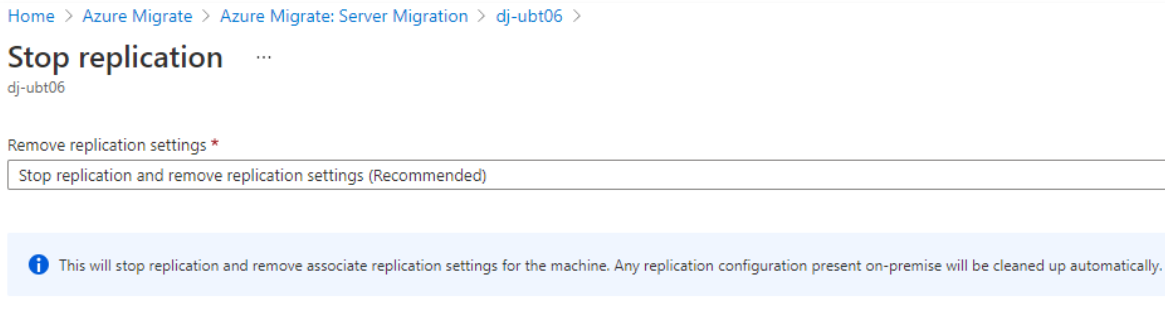 Home > Azure Migrate > Azure Migrate: Server Migration > dj-ubt06 >
Stop replication ...
dj-ubt06
Remove replication settings *
Stop replication and remove replication settings (Recommended)
This will stop replication and remove associate replication settings for the machine. Any replication configuration present on-premise will be cleaned up automatically.